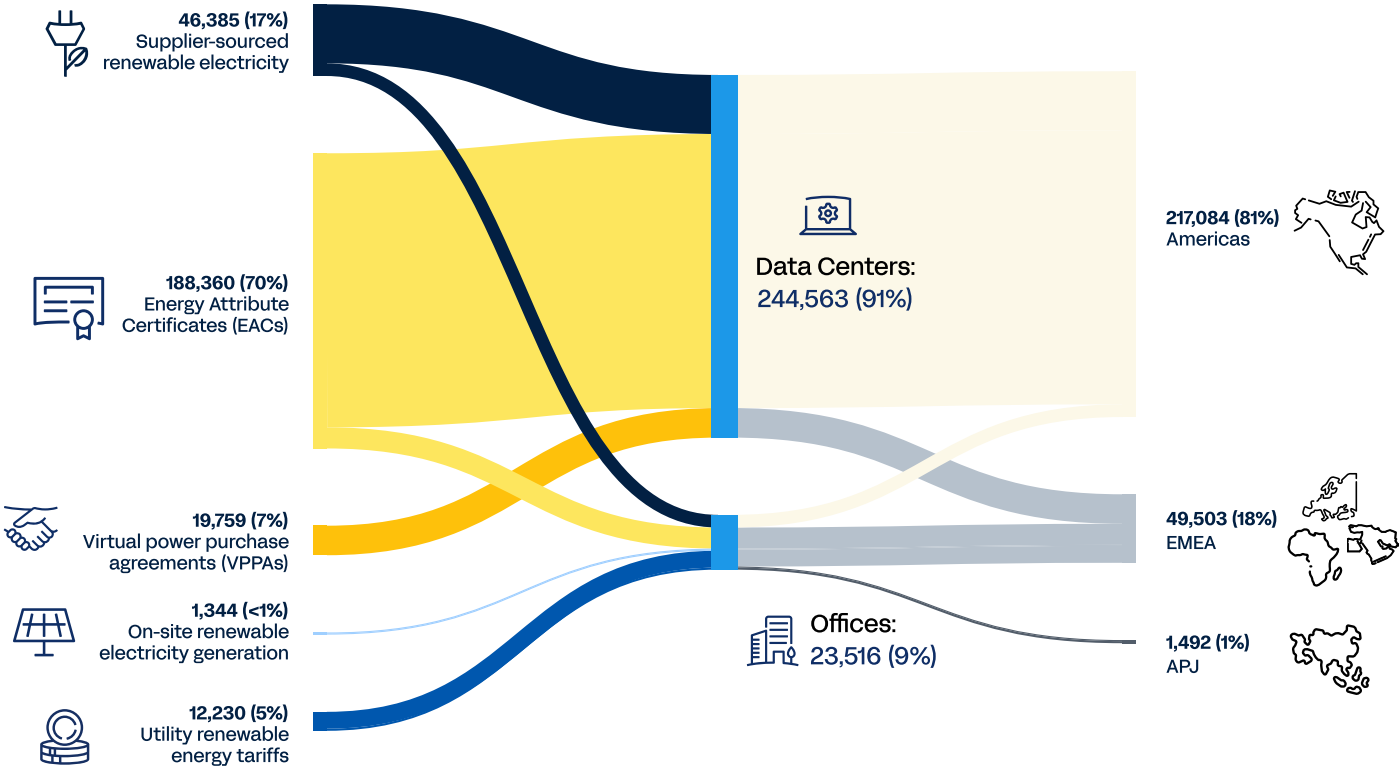 46,385 (17%)
Supplier-sourced
renewable electricity
188,360 (70%)
Energy Attribute
Certificates (EACs)
19,759 (7%)
Virtual power purchase
agreements (VPPAs)
1,344 (<1%)
On-site renewable
electricity generation
12,230 (5%)
Utility renewable
energy tariffs
Data Centers:
244,563 (91%)
Offices:
23,516 (9%)
217,084 (81%)
Americas
49,503 (18%)
EMEA
1,492 (1%)
APJ